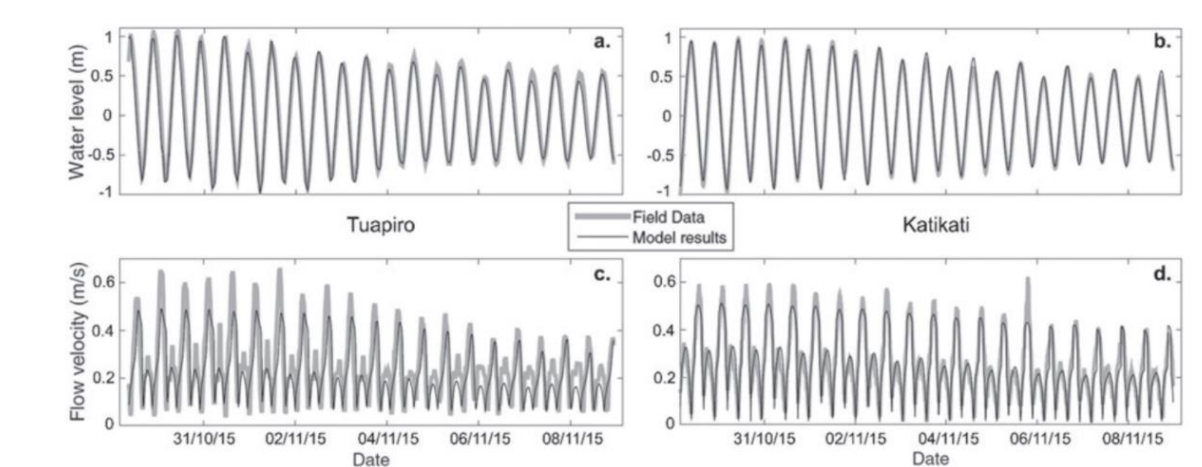 a.
b.
Water level (m)
1
0.5
0
-0.5
-1
1
0.5
0
-0.5
-1
Tuapiro
Field Data
Model results
Katikati
c.
d.
Flow velocity (m/s)
0.6
0.4
0.2
0
0.6
0.4
0.2
0
31/10/15 02/11/15 04/11/15 06/11/15 08/11/15
31/10/15 02/11/15 04/11/15 06/11/15 08/11/15
Date
Date